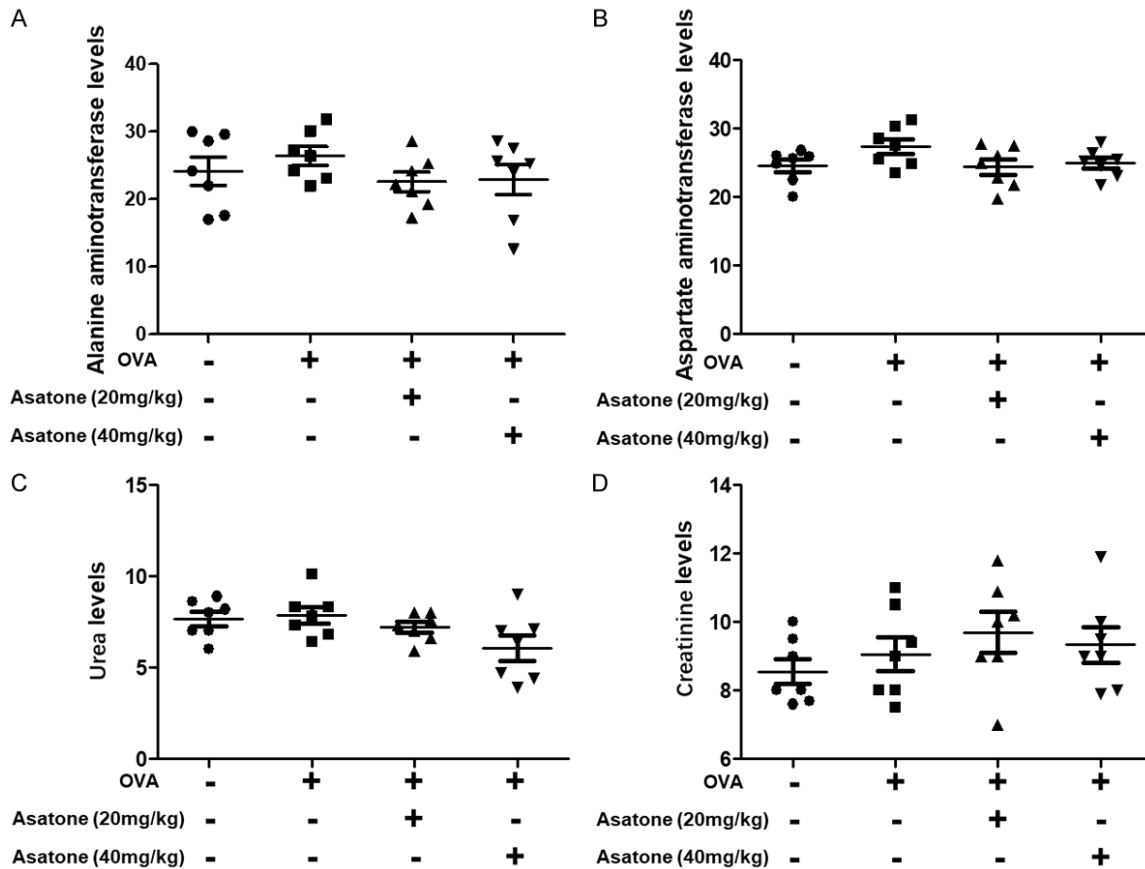 A
Alanine aminotransferase levels
40
30
20
10
0
OVA - + + +
Asatone (20mg/kg) - - + -
Asatone (40mg/kg) - - - +
B
Aspartate aminotransferase levels
40
30
20
10
0
OVA - + + +
Asatone (20mg/kg) - - + -
Asatone (40mg/kg) - - - +
C
Urea levels
15
10
5
0
OVA - + + +
Asatone (20mg/kg) - - + -
Asatone (40mg/kg) - - - +
D
Creatinine levels
14
12
10
8
6
OVA - + + +
Asatone (20mg/kg) - - + -
Asatone (40mg/kg) - - - +